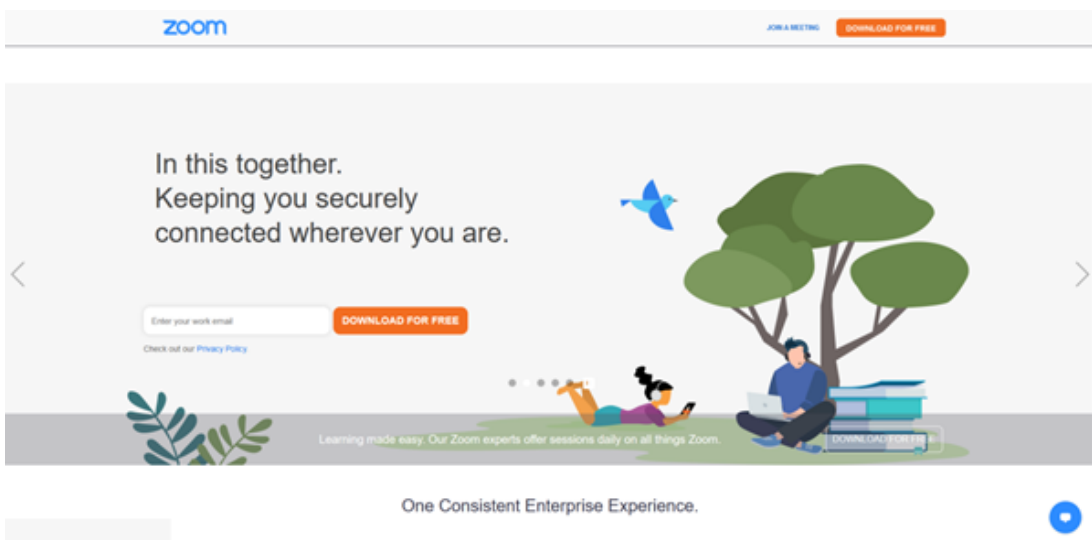 zoom
JOIN A MEETING
DOWNLOAD FOR FREE
In this together.
Keeping you securely
connected wherever you are.
Enter your work email
DOWNLOAD FOR FREE
Check out our Privacy Policy
Learning made easy. Our Zoom experts offer sessions daily on all things Zoom.
DOWNLOAD FOR FREE
One Consistent Enterprise Experience.